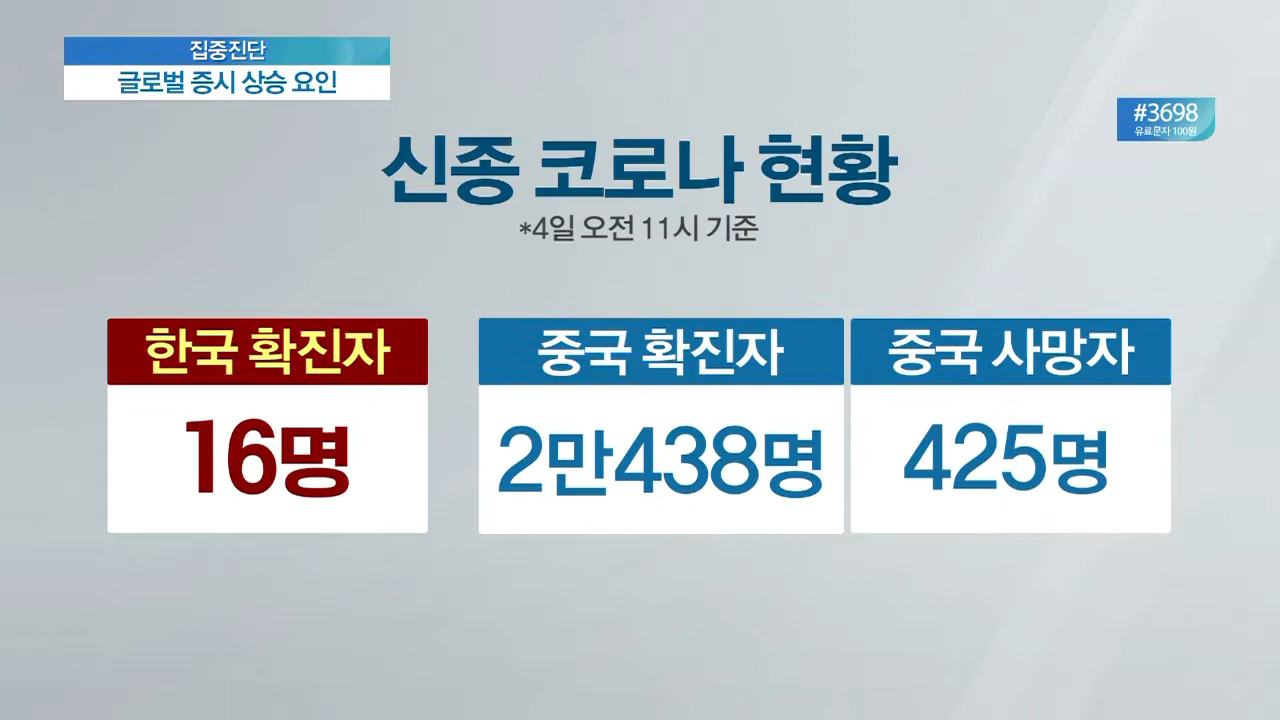 집중진단
글로벌 증시 상승 요인
#3698
유료문자 100원
신종 코로나 현황
*4일 오전 11시 기준
한국 확진자
16명
중국 확진자
2만438명
중국 사망자
425명